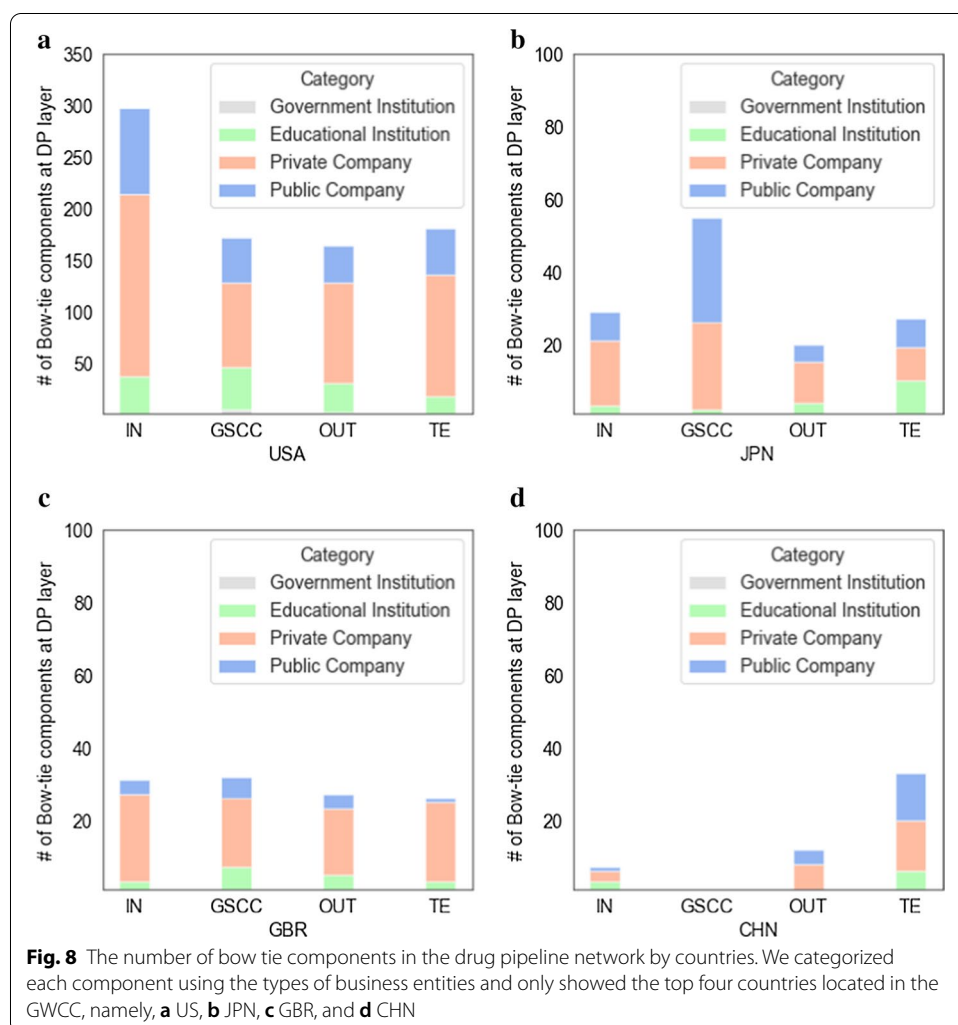 a
350
300
250
200
150
100
50
# of Bow-tie components at DP layer
Category
Government Institution
Educational Institution
Private Company
Public Company
IN GSCC OUT TE
USA
b
100
80
60
40
20
# of Bow-tie components at DP layer
Category
Government Institution
Educational Institution
Private Company
Public Company
IN GSCC OUT TE
JPN
c
100
80
60
40
20
# of Bow-tie components at DP layer
Category
Government Institution
Educational Institution
Private Company
Public Company
IN GSCC OUT TE
GBR
d
100
80
60
40
20
# of Bow-tie components at DP layer
Category
Government Institution
Educational Institution
Private Company
Public Company
IN GSCC OUT TE
CHN
Fig. 8 The number of bow tie components in the drug pipeline network by countries. We categorized
each component using the types of business entities and only showed the top four countries located in the
GWCC, namely, a US, b JPN, c GBR, and d CHN